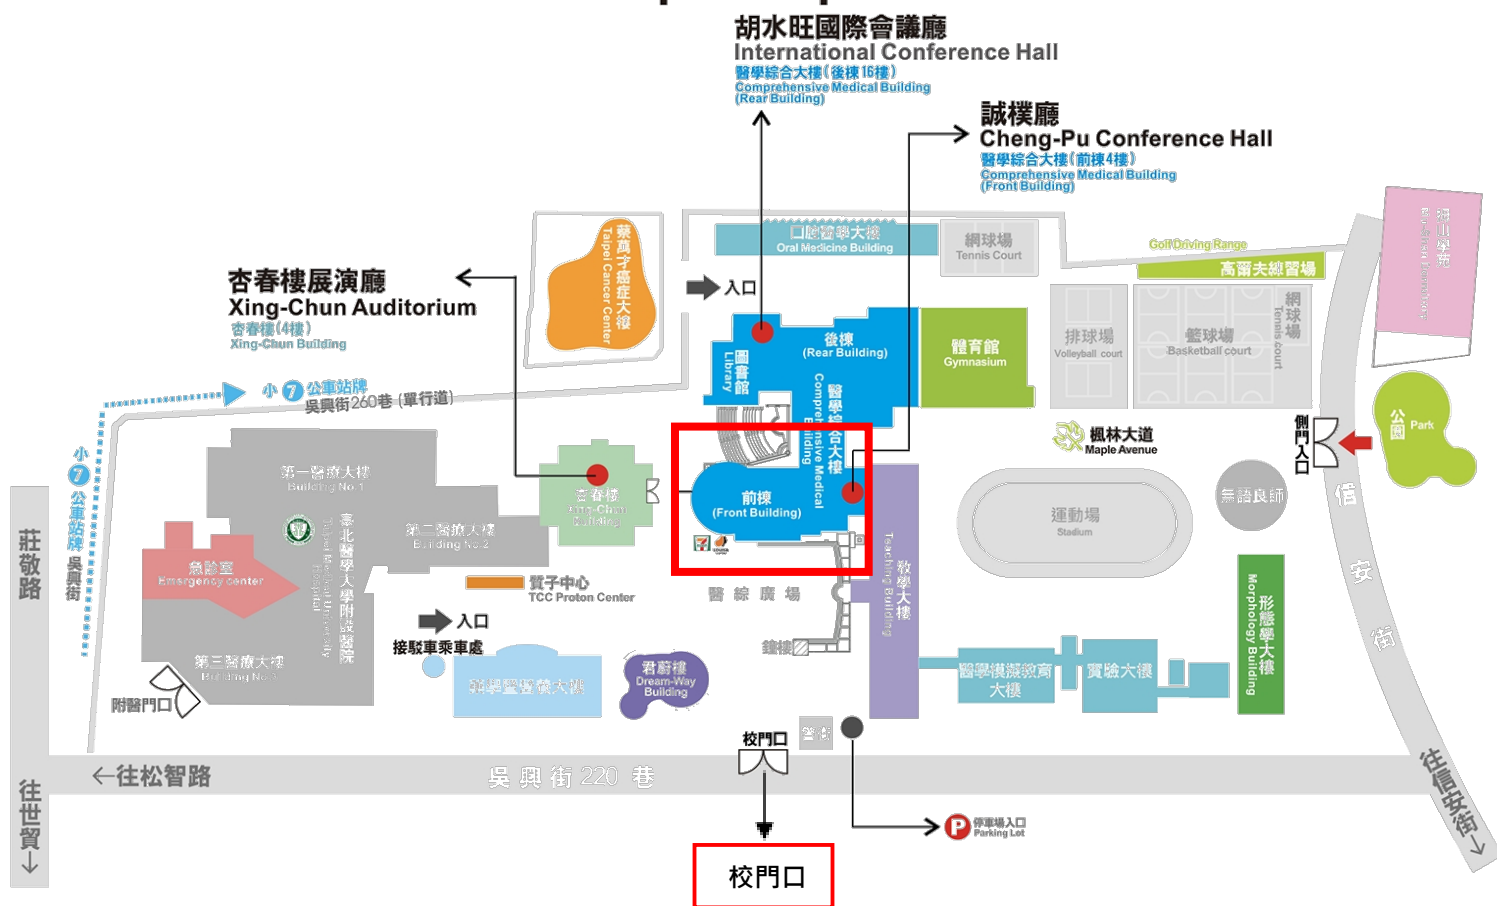 胡水旺國際會議廳
International Conference Hall
醫學綜合大樓(後棟16樓)
Comprehensive Medical Building
(Rear Building)
誠樸廳
Cheng-Pu Conference Hall
醫學綜合大樓(前棟4樓)
Comprehensive Medical Building
(Front Building)
杏春樓展演廳
Xing-Chun Auditorium
杏春樓(4樓)
Xing-Chun Building
蔡萬才癌症大樓
Taipei Cancer Center
口腔醫學大樓
Oral Medicine Building
網球場
Tennis Court
Golf Driving Range
高爾夫練習場
入口
後棟
(Rear Building)
圖書館
Library
體育館
Gymnasium
排球場
Volleyball court
籃球場
Basketball court
網球場
Tennis court
小7公車站牌
吳興街260巷 (單行道)
小7公車站牌 吳興街
醫學綜合大樓
Comprehensive Medical
Building
楓林大道
Maple Avenue
側門入口
公園 Park
第一醫療大樓
Building No.1
第二醫療大樓
Building No.2
臺北醫學大學附設醫院
Taipei Medical University
Hospital
杏春樓
Xing-Chun
Building
前棟
(Front Building)
7-ELEVEN
運動場
Stadium
無語良師
信安街
莊敬路
急診室
Emergency center
質子中心
TCC Proton Center
醫綜廣場
教學大樓
Teaching Building
形態學大樓
Morphology Building
入口
接駁車乘車處
鐘樓
第三醫療大樓
Building No.3
君蔚樓
Dream-Way
Building
醫學模擬教育
大樓
實驗大樓
附醫門口
校門口
←往松智路
吳興街220巷
往世貿→
往信安街→
P 停車場入口
Parking Lot
校門口